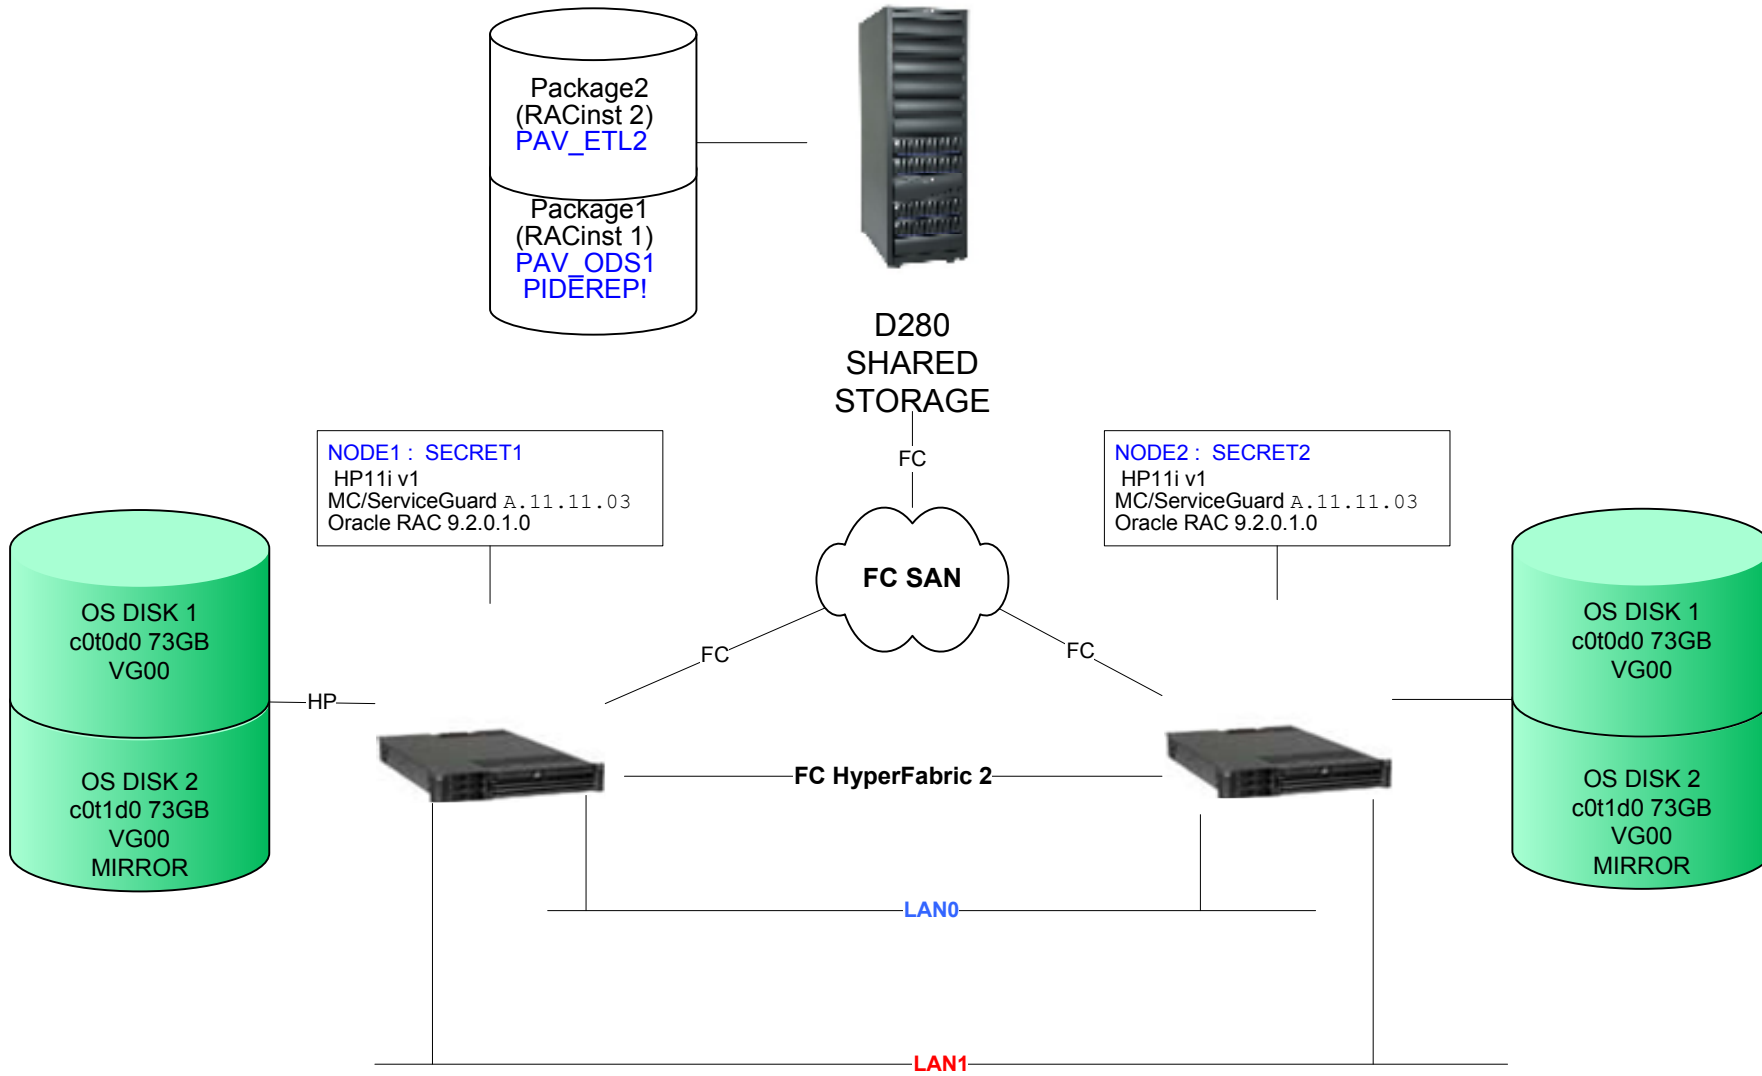 Package2
(RACinst 2)
PAV_ETL2
Package1
(RACinst 1)
PAV_ODS1
PIDEREP!
D280
SHARED
STORAGE
FC
NODE1 : SECRET1
HP11i v1
MC/ServiceGuard A.11.11.03
Oracle RAC 9.2.0.1.0
NODE2 : SECRET2
HP11i v1
MC/ServiceGuard A.11.11.03
Oracle RAC 9.2.0.1.0
FC SAN
FC
FC
OS DISK 1
c0t0d0 73GB
VG00
HP
OS DISK 2
c0t1d0 73GB
VG00
MIRROR
OS DISK 1
c0t0d0 73GB
VG00
OS DISK 2
c0t1d0 73GB
VG00
MIRROR
FC HyperFabric 2
LAN0
LAN1